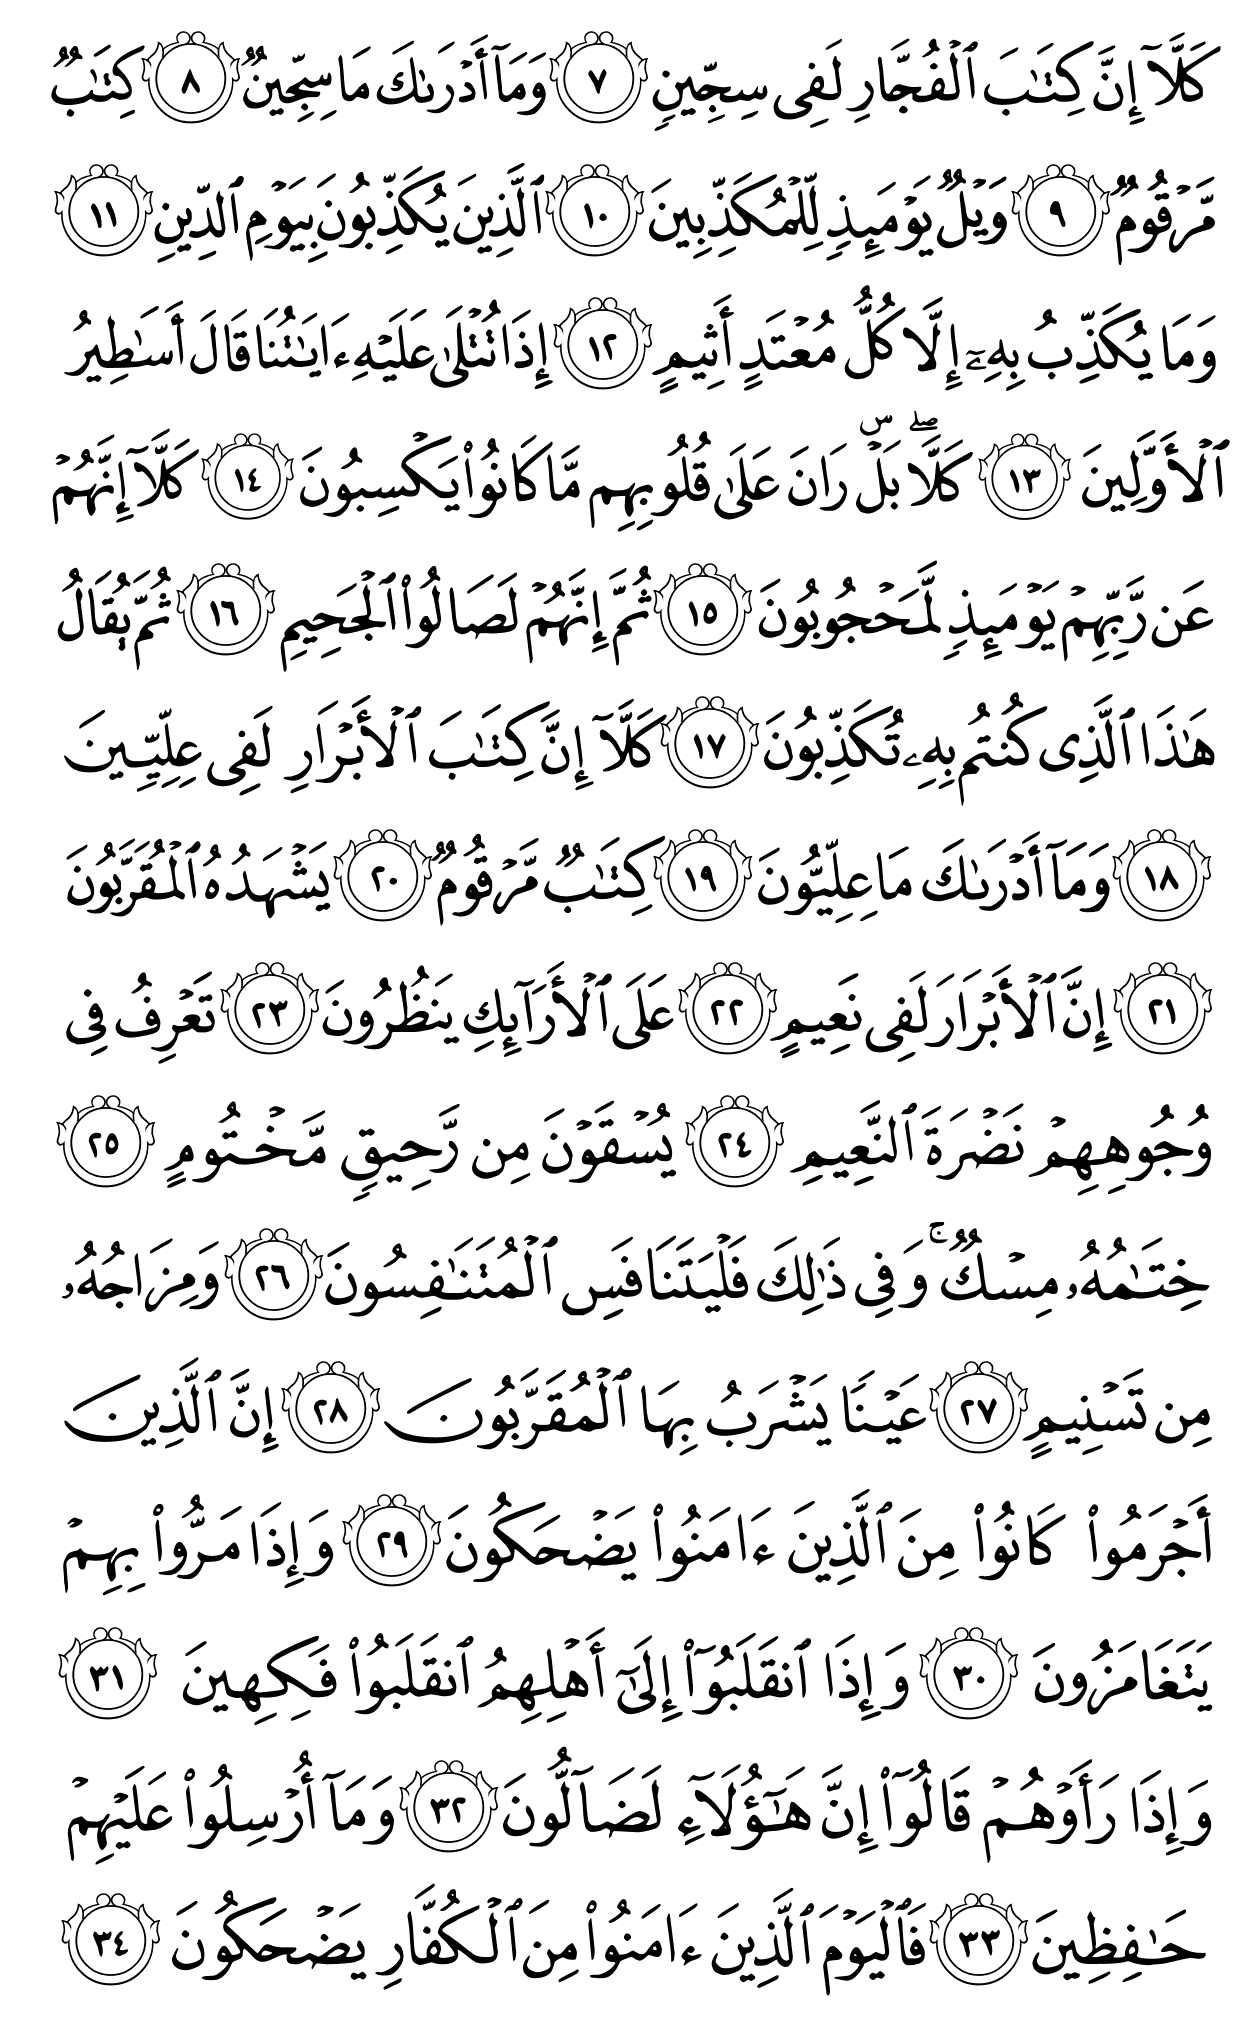 كَلَّآ إِنَّ كِتَـٰبَ ٱلْفُجَّارِ لَفِى سِجِّينٍ ٧ وَمَآ أَدْرَىٰكَ مَا سِجِّينٌ ٨ كِتَـٰبٌ
مَّرْقُومٌ ٩ وَيْلٌ يَوْمَئِذٍ لِّلْمُكَذِّبِينَ ١٠ ٱلَّذِينَ يُكَذِّبُونَ بِيَوْمِ ٱلدِّينِ ١١
وَمَا يُكَذِّبُ بِهِۦٓ إِلَّا كُلُّ مُعْتَدٍ أَثِيمٍ ١٢ إِذَا تُتْلَىٰ عَلَيْهِ ءَايَـٰتُنَا قَالَ أَسَـٰطِيرُ
ٱلْأَوَّلِينَ ١٣ كَلَّا ۖ بَلْ ۜ رَانَ عَلَىٰ قُلُوبِهِم مَّا كَانُوا۟ يَكْسِبُونَ ١٤ كَلَّآ إِنَّهُمْ
عَن رَّبِّهِمْ يَوْمَئِذٍ لَّمَحْجُوبُونَ ١٥ ثُمَّ إِنَّهُمْ لَصَالُوا۟ ٱلْجَحِيمِ ١٦ ثُمَّ يُقَالُ
هَـٰذَا ٱلَّذِى كُنتُم بِهِۦ تُكَذِّبُونَ ١٧ كَلَّآ إِنَّ كِتَـٰبَ ٱلْأَبْرَارِ لَفِى عِلِّيِّينَ
١٨ وَمَآ أَدْرَىٰكَ مَا عِلِّيُّونَ ١٩ كِتَـٰبٌ مَّرْقُومٌ ٢٠ يَشْهَدُهُ ٱلْمُقَرَّبُونَ
٢١ إِنَّ ٱلْأَبْرَارَ لَفِى نَعِيمٍ ٢٢ عَلَى ٱلْأَرَآئِكِ يَنظُرُونَ ٢٣ تَعْرِفُ فِى
وُجُوهِهِمْ نَضْرَةَ ٱلنَّعِيمِ ٢٤ يُسْقَوْنَ مِن رَّحِيقٍ مَّخْتُومٍ ٢٥
خِتَـٰمُهُۥ مِسْكٌ ۚ وَفِى ذَٰلِكَ فَلْيَتَنَافَسِ ٱلْمُتَنَـٰفِسُونَ ٢٦ وَمِزَاجُهُۥ
مِن تَسْنِيمٍ ٢٧ عَيْنًا يَشْرَبُ بِهَا ٱلْمُقَرَّبُونَ ٢٨ إِنَّ ٱلَّذِينَ
أَجْرَمُوا۟ كَانُوا۟ مِنَ ٱلَّذِينَ ءَامَنُوا۟ يَضْحَكُونَ ٢٩ وَإِذَا مَرُّوا۟ بِهِمْ
يَتَغَامَزُونَ ٣٠ وَإِذَا ٱنقَلَبُوٓا۟ إِلَىٰٓ أَهْلِهِمُ ٱنقَلَبُوا۟ فَكِهِينَ ٣١
وَإِذَا رَأَوْهُمْ قَالُوٓا۟ إِنَّ هَـٰٓؤُلَآءِ لَضَآلُّونَ ٣٢ وَمَآ أُرْسِلُوا۟ عَلَيْهِمْ
حَـٰفِظِينَ ٣٣ فَٱلْيَوْمَ ٱلَّذِينَ ءَامَنُوا۟ مِنَ ٱلْكُفَّارِ يَضْحَكُونَ ٣٤